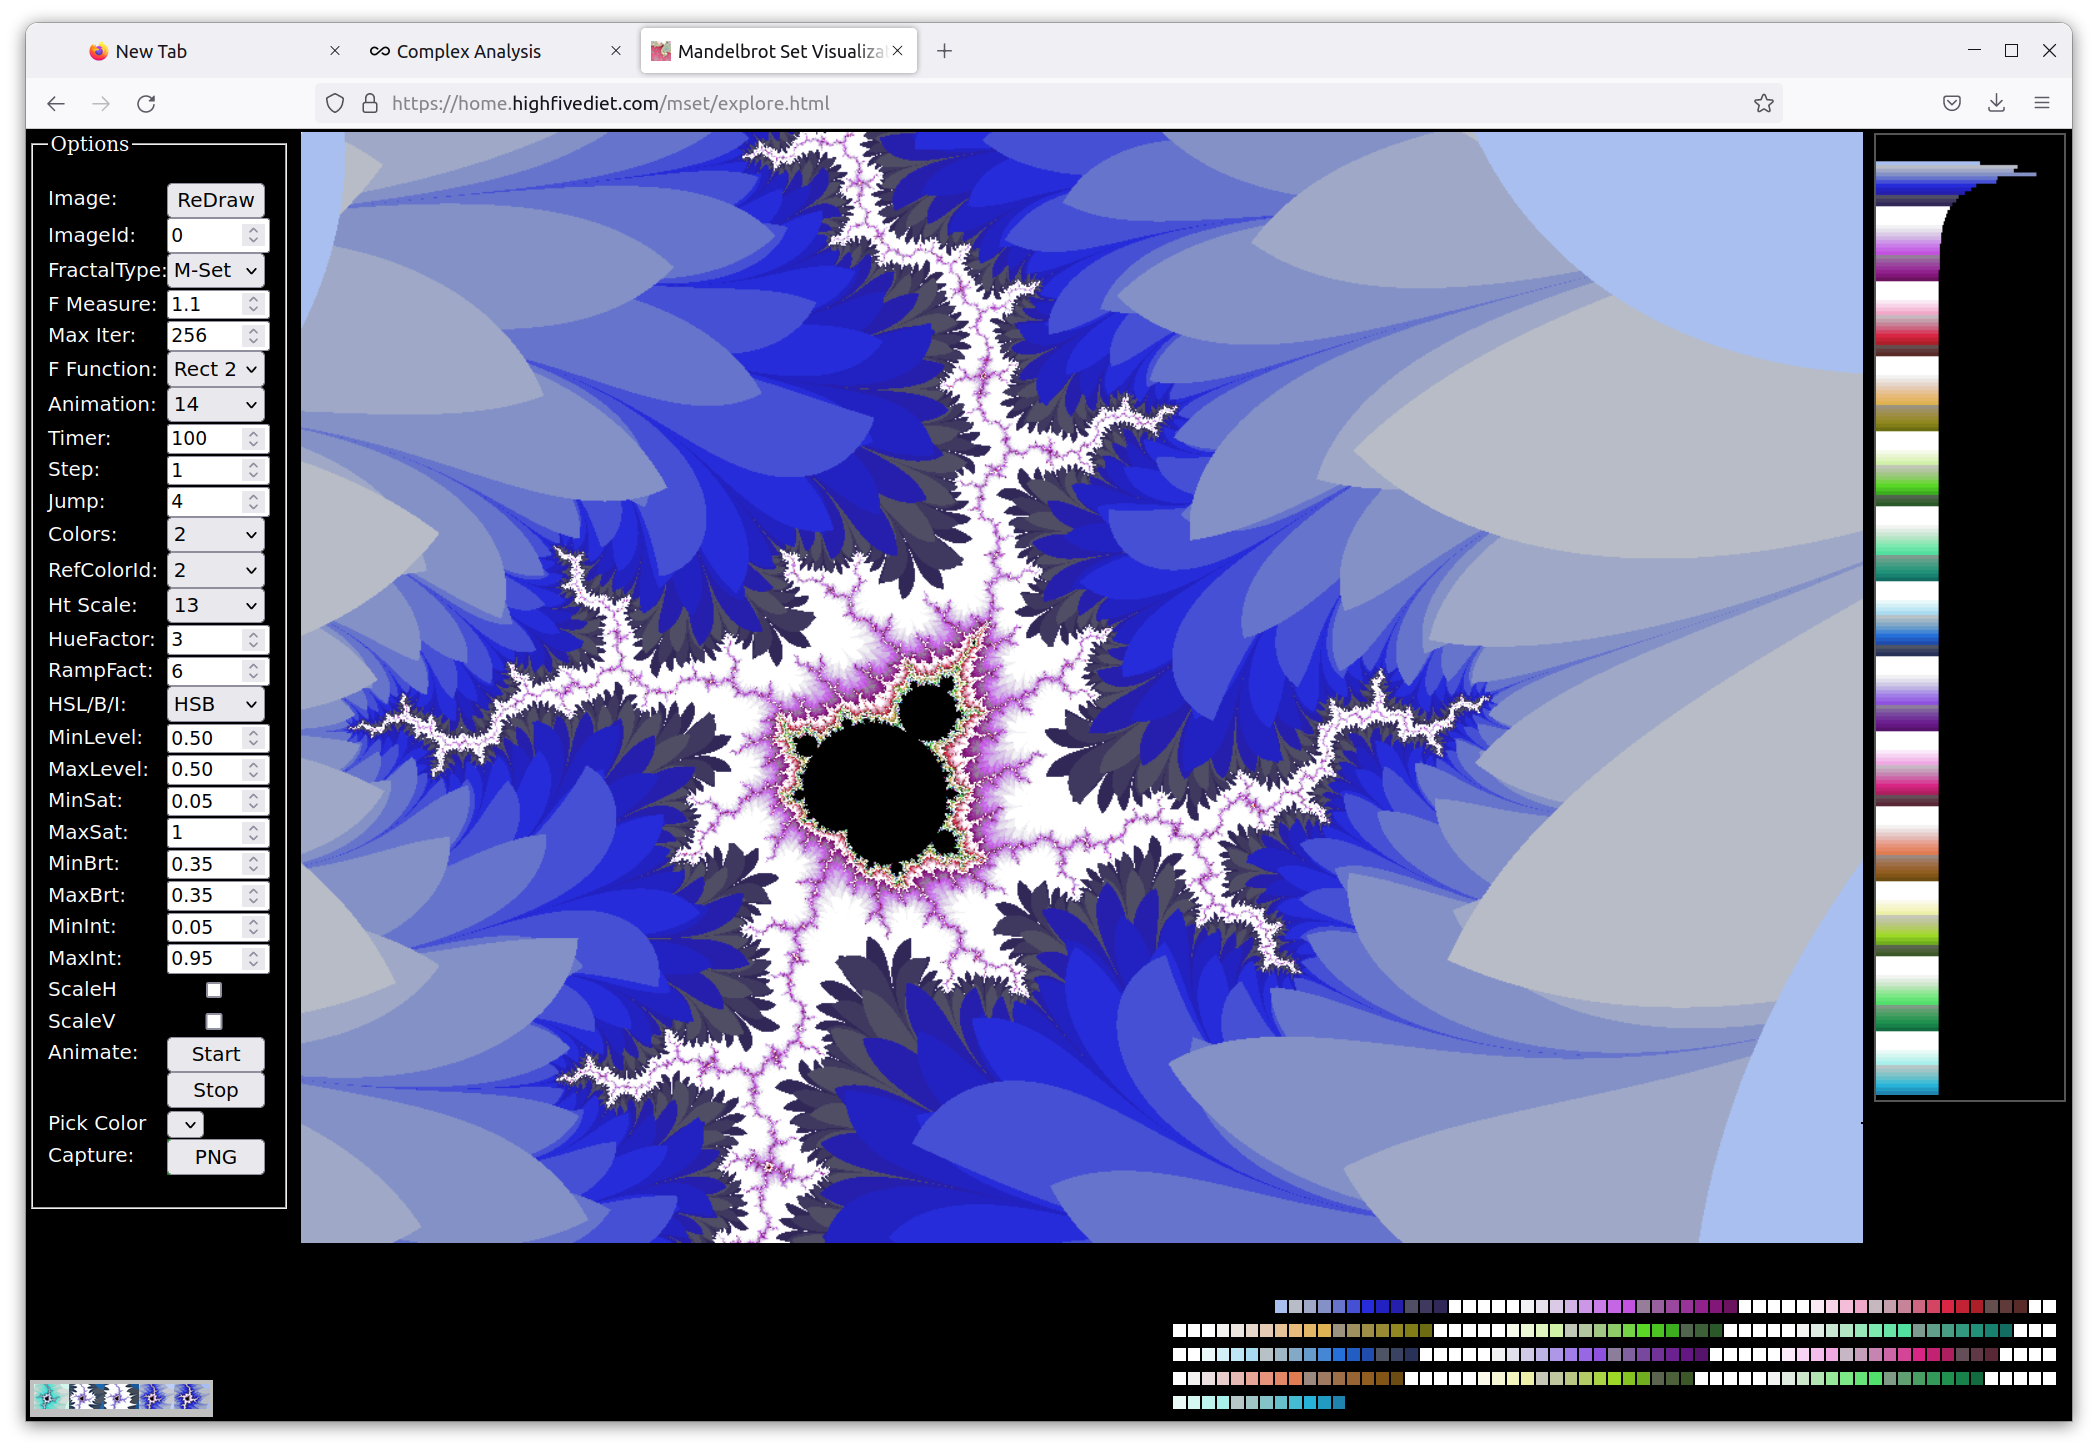 New Tab
Complex Analysis
Mandelbrot Set Visualiza
https://home.highfivediet.com/mset/explore.html
Options
Image: ReDraw
ImageId: 0
FractalType: M-Set
F Measure: 1.1
Max Iter: 256
F Function: Rect 2
Animation: 14
Timer: 100
Step: 1
Jump: 4
Colors: 2
RefColorId: 2
Ht Scale: 13
HueFactor: 3
RampFact: 6
HSL/B/I: HSB
MinLevel: 0.50
MaxLevel: 0.50
MinSat: 0.05
MaxSat: 1
MinBrt: 0.35
MaxBrt: 0.35
MinInt: 0.05
MaxInt: 0.95
ScaleH
ScaleV
Animate: Start
Stop
Pick Color
Capture: PNG